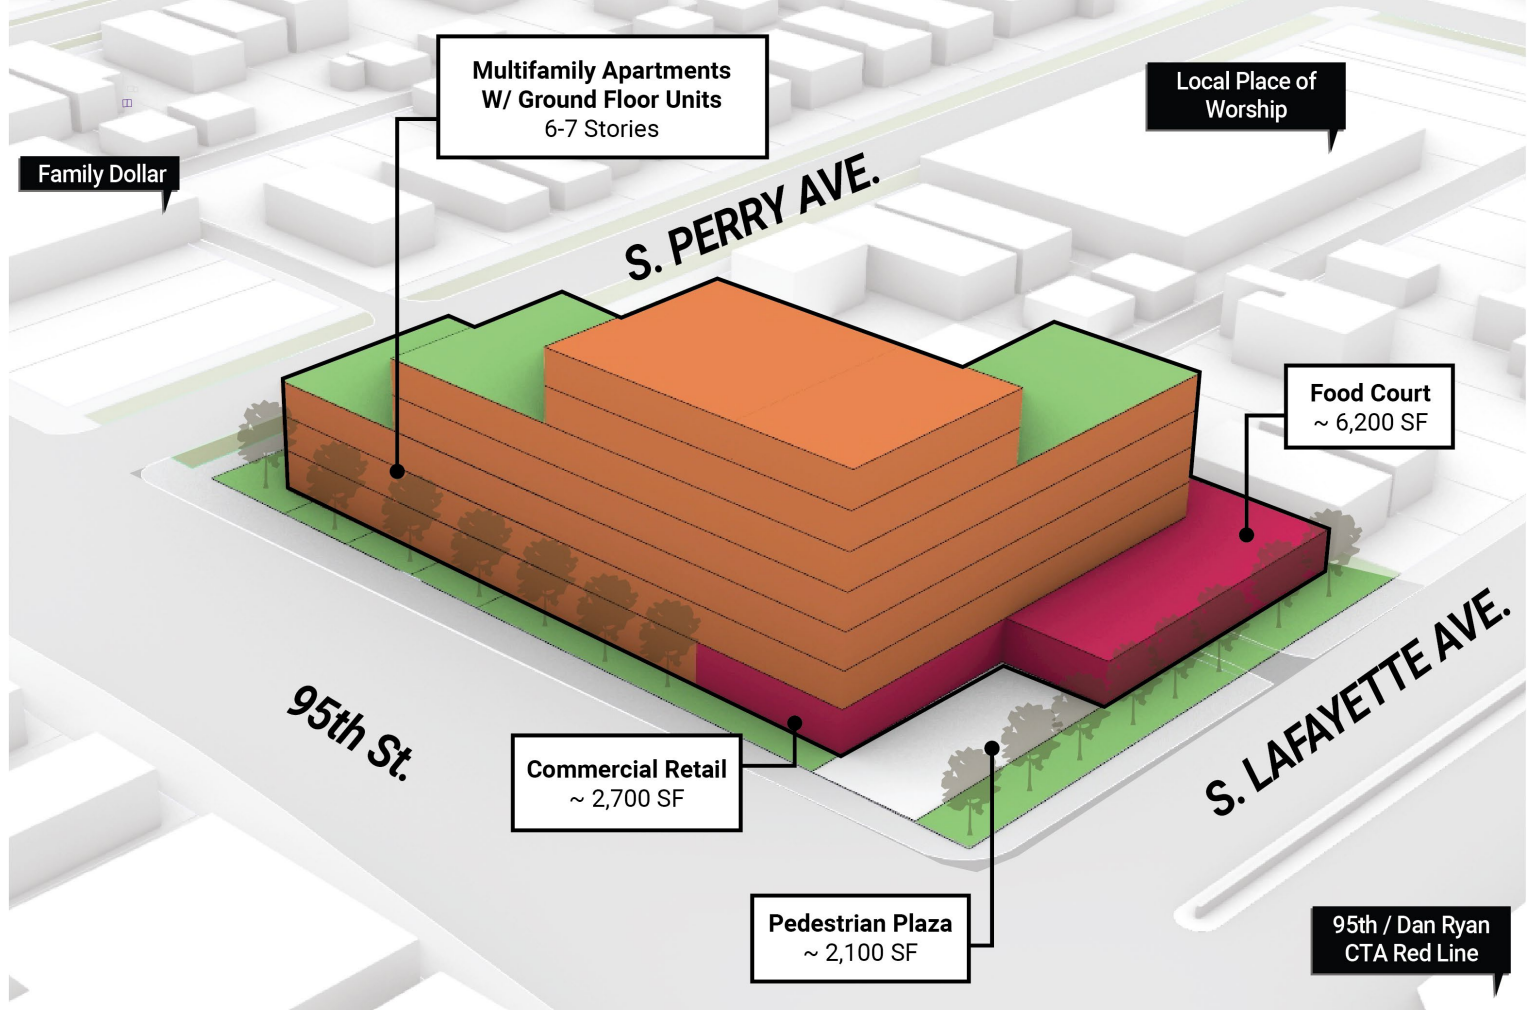 Multifamily Apartments
W/ Ground Floor Units
6-7 Stories
Local Place of
Worship
Family Dollar
S. PERRY AVE.
Food Court
~ 6,200 SF
S. LAFAYETTE AVE.
95th St.
Commercial Retail
~ 2,700 SF
Pedestrian Plaza
~ 2,100 SF
95th / Dan Ryan
CTA Red Line